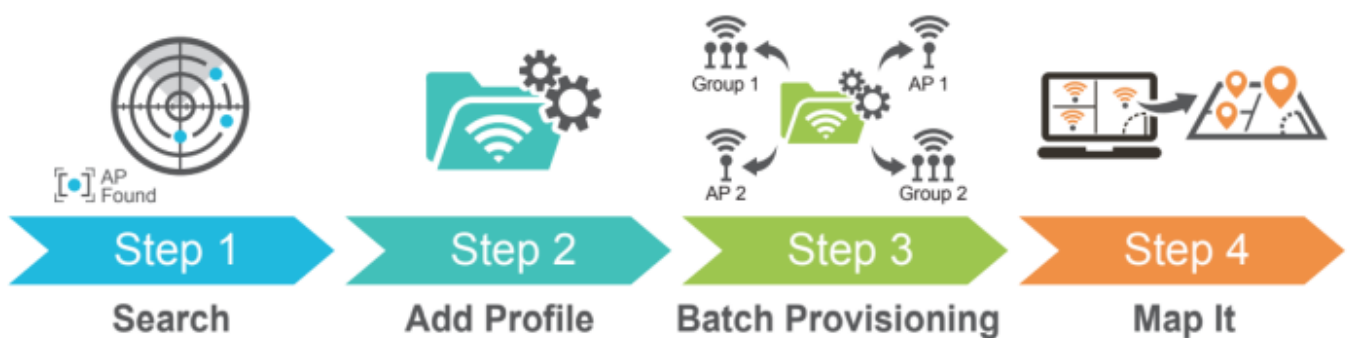 AP
Found
Group 1
AP 1
AP 2
Group 2
Step 1
Step 2
Step 3
Step 4
Search
Add Profile
Batch Provisioning
Map It